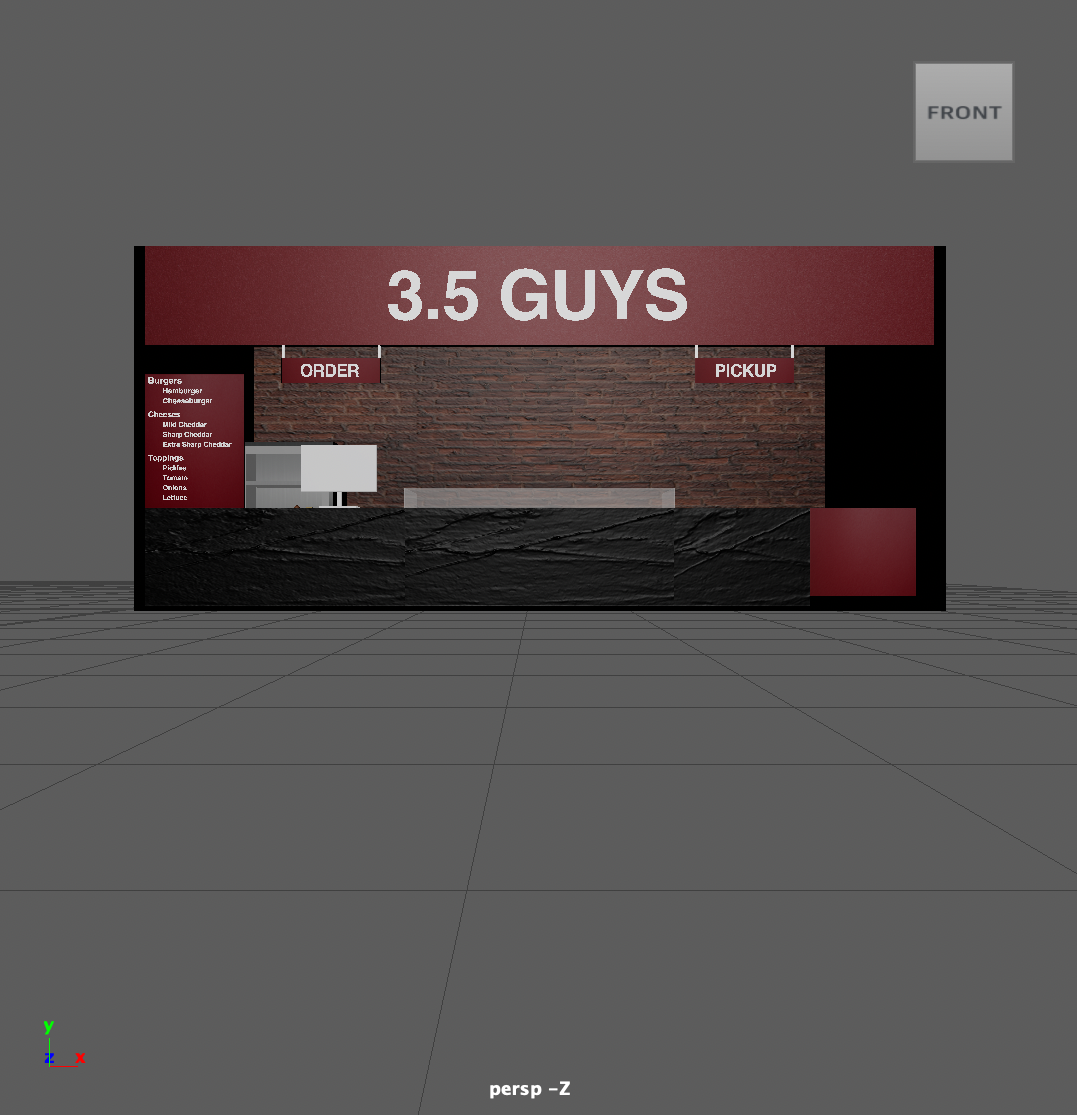 FRONT
3.5 GUYS
ORDER
PICKUP
Burgers
Hamburger
Cheeseburger
Cheeses
Mild Cheddar
Sharp Cheddar
Extra Sharp Cheddar
Toppings
Pickles
Tomato
Onions
Lettuce
y
z x
persp -Z